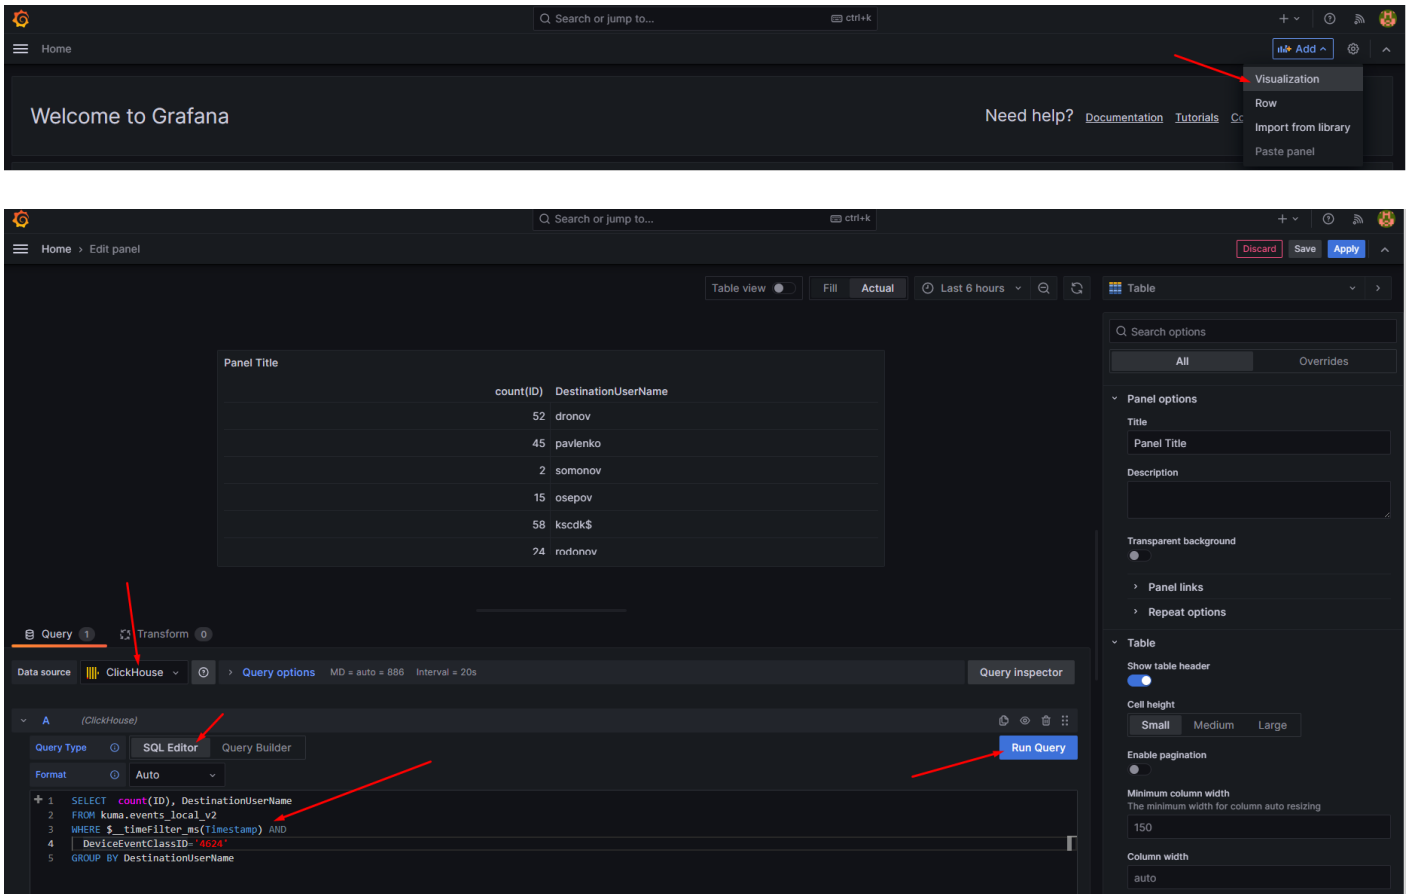 Search or jump to...
ctrl+k
Home
Add
Visualization
Row
Import from library
Paste panel
Welcome to Grafana
Need help? Documentation Tutorials
Search or jump to...
ctrl+k
Home › Edit panel
Discard Save Apply
Table view Fill Actual Last 6 hours
Table
Search options
All Overrides
Panel Title
count(ID) DestinationUserName
52 dronov
45 pavlenko
2 somonov
15 osepov
58 kscdk$
24 rodonov
Panel options
Title
Panel Title
Description
Transparent background
Panel links
Repeat options
Query 1 Transform 0
Data source ClickHouse Query options MD = auto = 886 Interval = 20s Query inspector
A (ClickHouse)
Query Type SQL Editor Query Builder Run Query
Format Auto
1 SELECT count(ID), DestinationUserName
2 FROM kuma.events_local_v2
3 WHERE $__timeFilter_ms(Timestamp) AND
4 DeviceEventClassID='4624'
5 GROUP BY DestinationUserName
Table
Show table header
Cell height
Small Medium Large
Enable pagination
Minimum column width
The minimum width for column auto resizing
150
Column width
auto